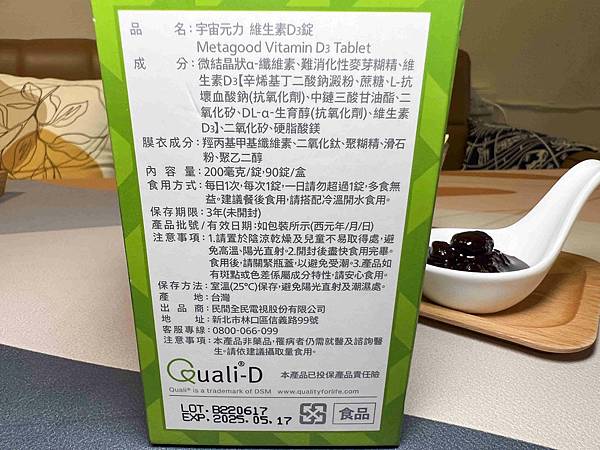 品　　名：宇宙元力 維生素D3錠
Metagood Vitamin D3 Tablet
成　　分：微結晶狀α-纖維素、難消化性麥芽糊精、維
生素D3【辛烯基丁二酸鈉澱粉、蔗糖、L-抗
壞血酸鈉(抗氧化劑)、中鏈三酸甘油酯、二
氧化矽、DL-α-生育醇(抗氧化劑)、維生素
D3】、二氧化矽、硬脂酸鎂
膜衣成分：羥丙基甲基纖維素、二氧化鈦、聚糊精、滑石
粉、聚乙二醇
內 容 量：200毫克/錠，90錠/盒
食用方式：每日1次，每次1錠，一日請勿超過1錠，多食無
益。建議餐後食用，請搭配冷溫開水食用。
保存期限：3年(未開封)
產品批號/有效日期：如包裝所示(西元年/月/日)
注意事項：1.請置於陰涼乾燥及兒童不易取得處，避
免高溫、陽光直射。2.開封後盡快食用完畢。
食用後，請關緊瓶蓋，以避免受潮。3.產品如
有斑點或色差係屬成分特性，請安心食用。
保存方法：室溫(25℃)保存，避免陽光直射及潮濕處。
產　　地：台灣
出 品 商：民間全民電視股份有限公司
地　　址：新北市林口區信義路99號
客服專線：0800-066-099
注意事項：本產品非藥品，罹病者仍需就醫及諮詢醫
生。請依建議攝取量食用。
Quali®-D 本產品已投保產品責任險
Quali® is a trademark of DSM www.qualityforlife.com
LOT. B220617
EXP. 2025.05.17
食品